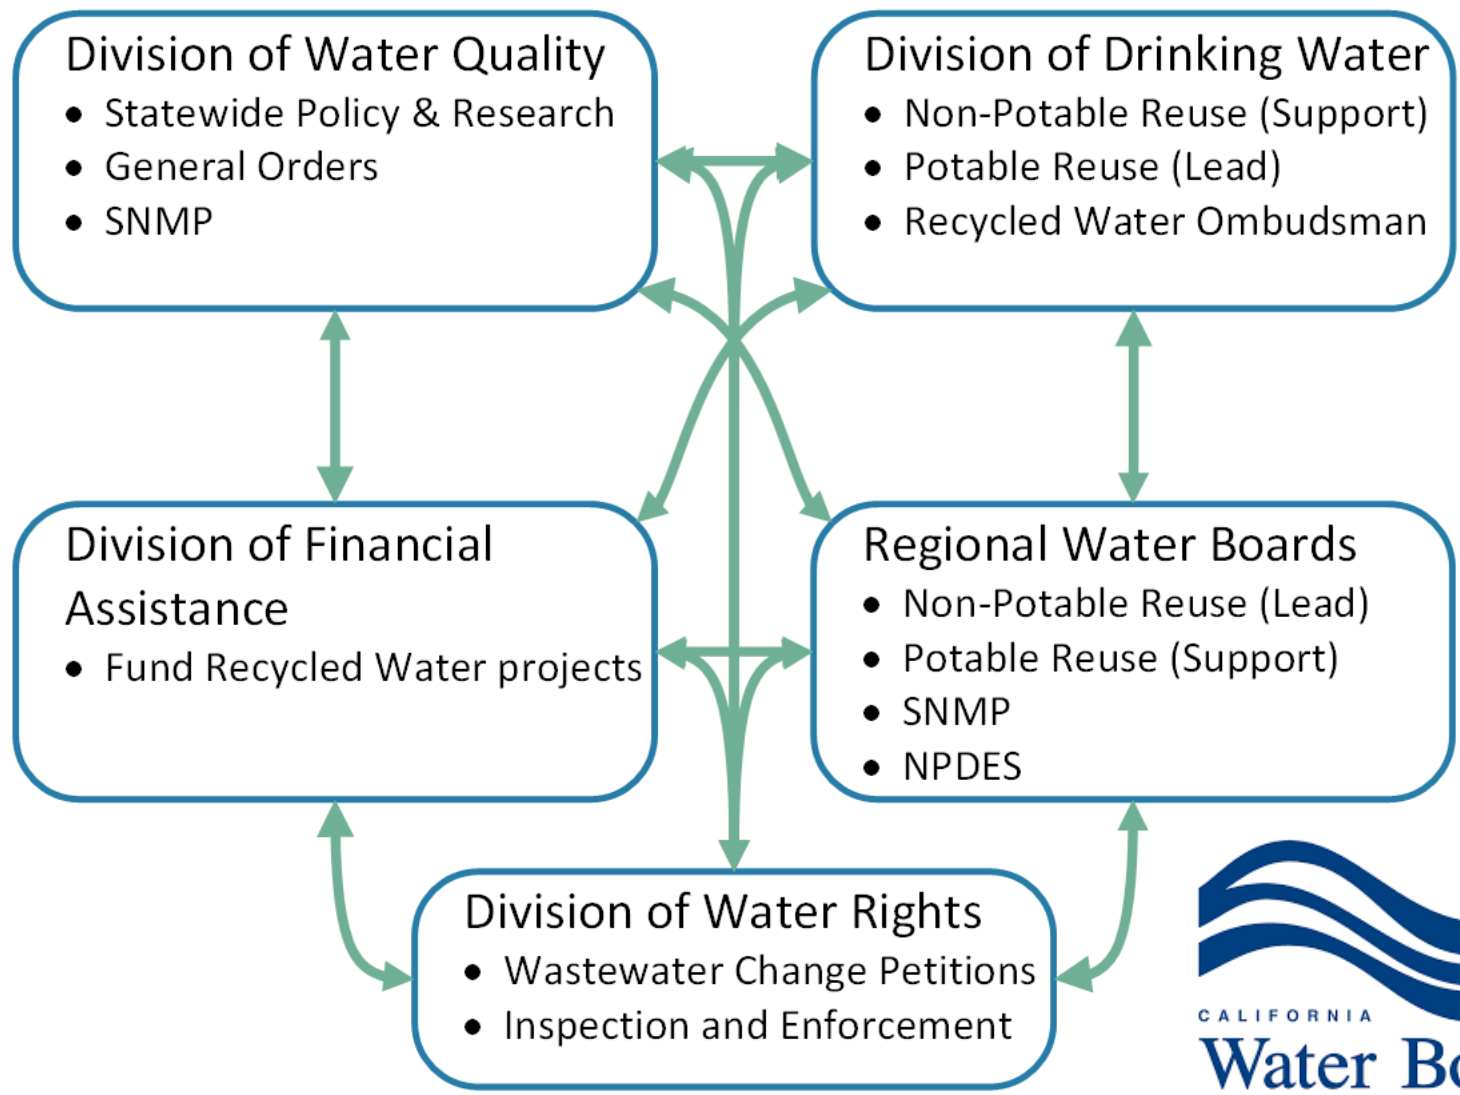 Division of Water Quality
• Statewide Policy & Research
• General Orders
• SNMP
Division of Drinking Water
• Non-Potable Reuse (Support)
• Potable Reuse (Lead)
• Recycled Water Ombudsman
Division of Financial
Assistance
• Fund Recycled Water projects
Regional Water Boards
• Non-Potable Reuse (Lead)
• Potable Reuse (Support)
• SNMP
• NPDES
Division of Water Rights
• Wastewater Change Petitions
• Inspection and Enforcement
CALIFORNIA
Water